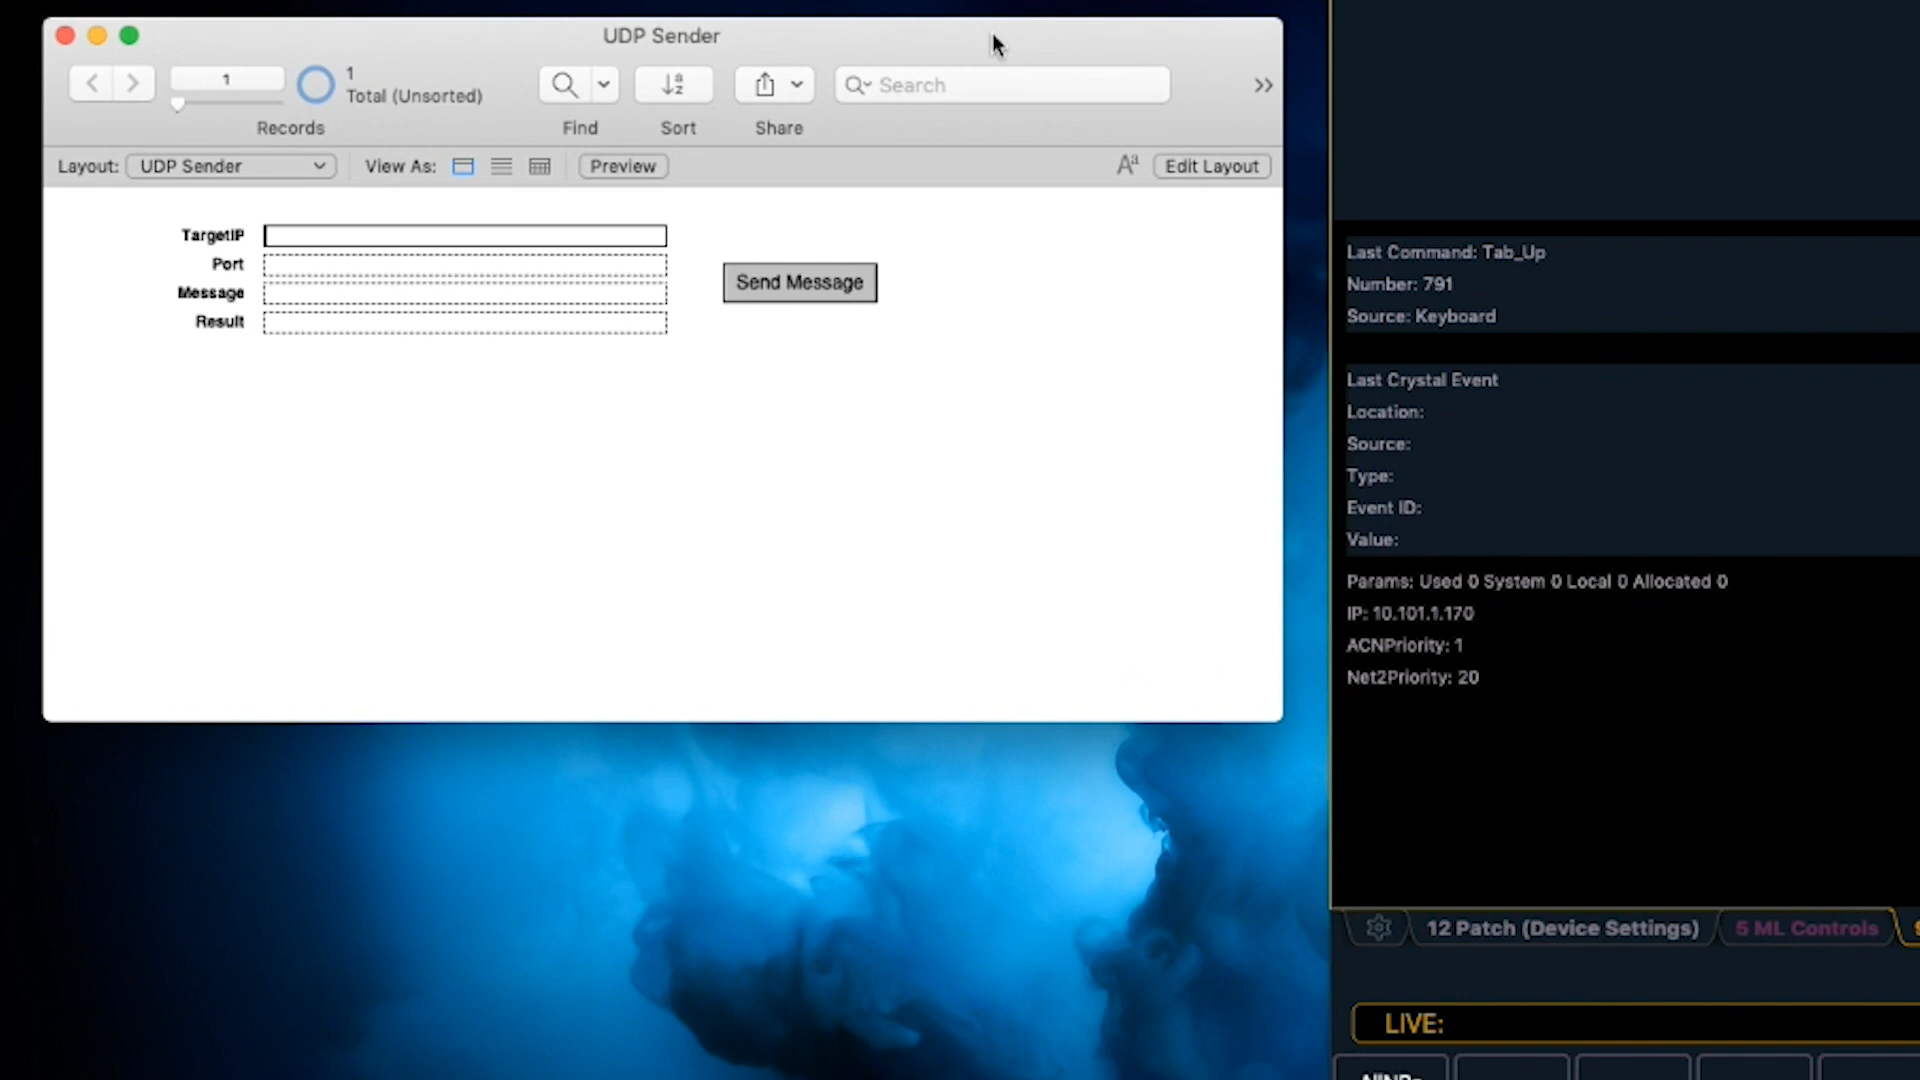 UDP Sender
1
1
Total (Unsorted)
Search
Records
Find
Sort
Share
Layout: UDP Sender
View As:
Preview
Aa
Edit Layout
TargetIP
Port
Message
Result
Send Message
Last Command: Tab_Up
Number: 791
Source: Keyboard
Last Crystal Event
Location:
Source:
Type:
Event ID:
Value:
Params: Used 0 System 0 Local 0 Allocated 0
IP: 10.101.1.170
ACNPriority: 1
Net2Priority: 20
12 Patch (Device Settings)
5 ML Controls
LIVE: